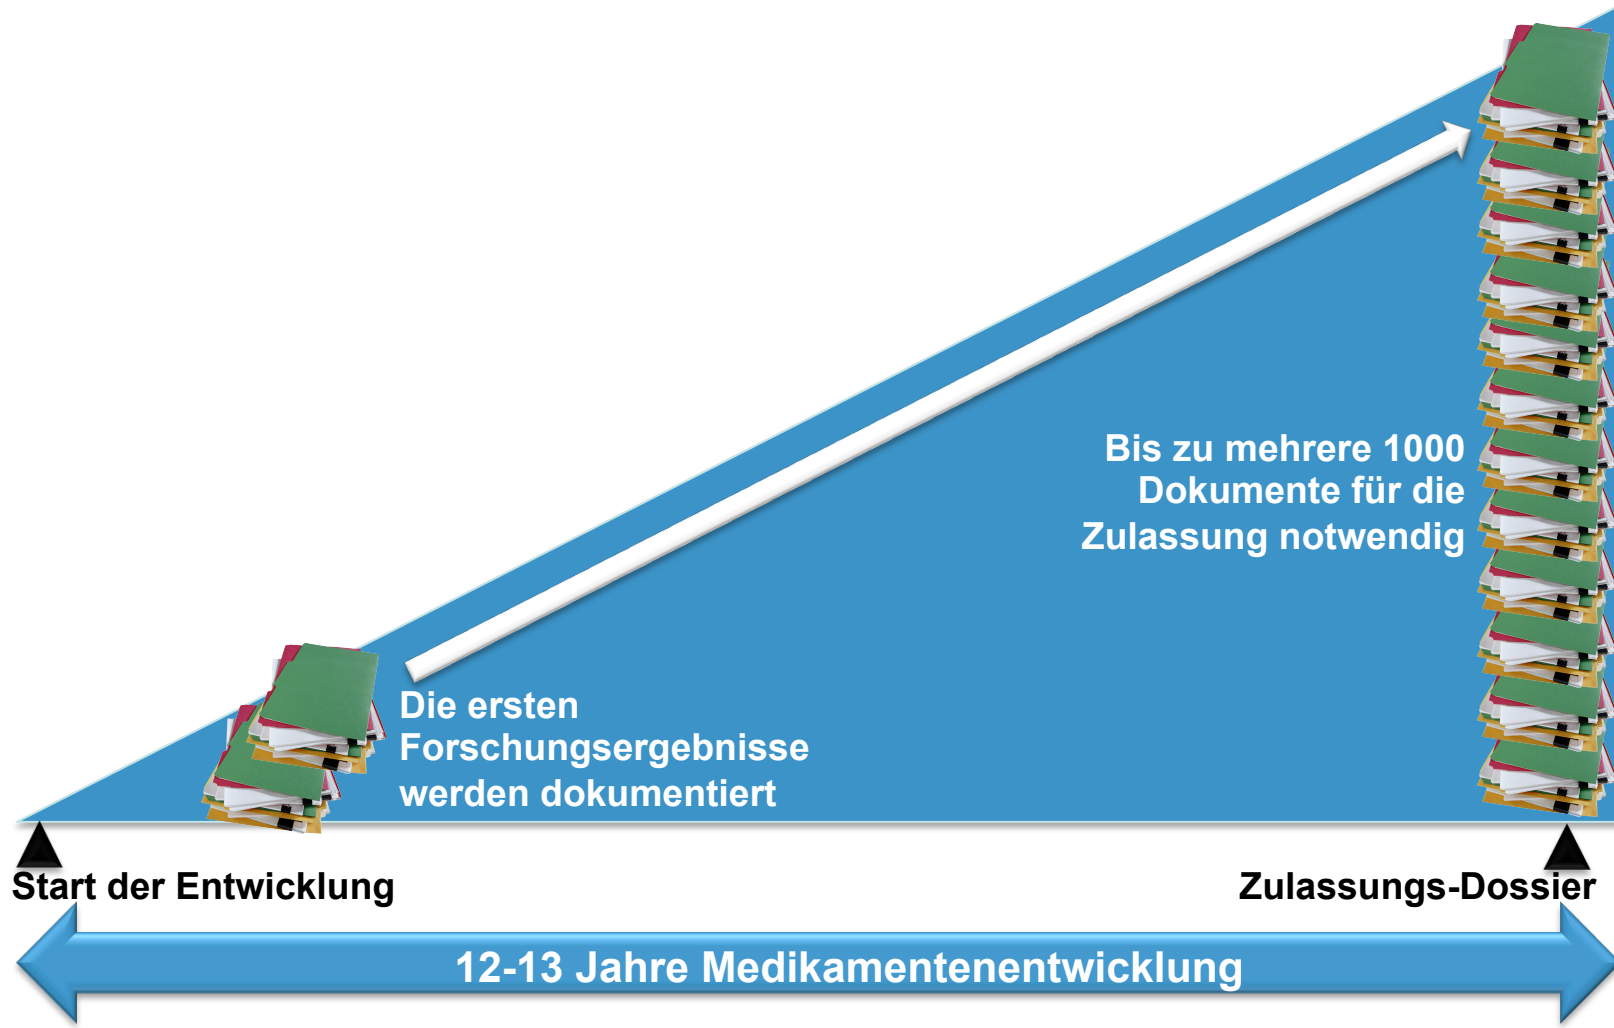 Bis zu mehrere 1000
Dokumente für die
Zulassung notwendig
Die ersten
Forschungsergebnisse
werden dokumentiert
Start der Entwicklung
Zulassungs-Dossier
12-13 Jahre Medikamentenentwicklung